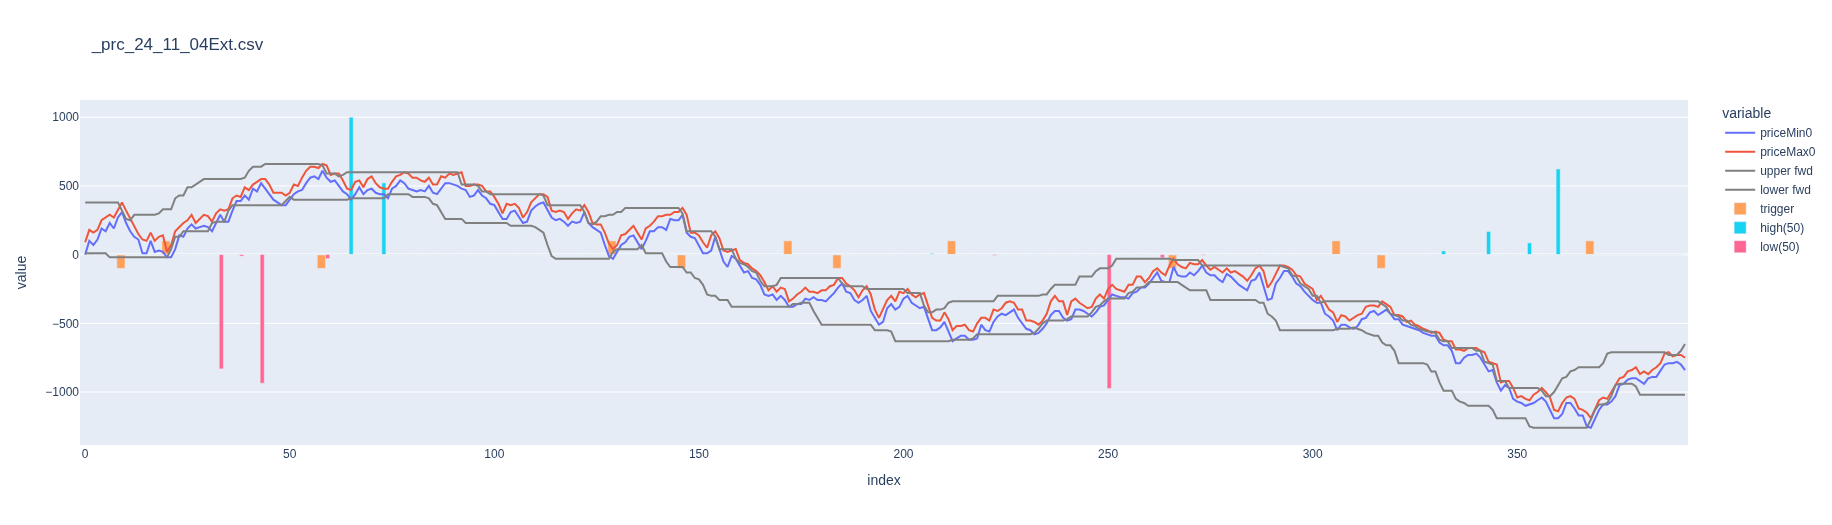 _prc_24_11_04Ext.csv
variable
priceMin0
priceMax0
upper fwd
lower fwd
trigger
high(50)
low(50)
value
1000
500
0
−500
−1000
0 50 100 150 200 250 300 350
index